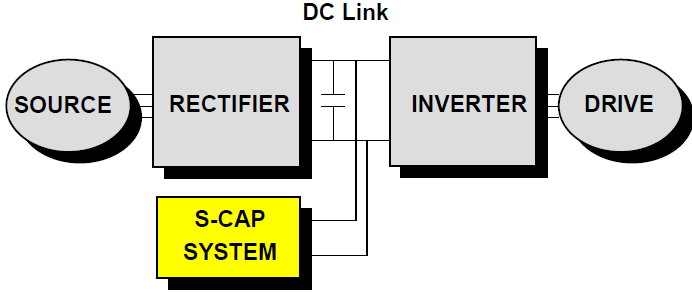 DC Link
SOURCE
RECTIFIER
INVERTER
DRIVE
S-CAP
SYSTEM